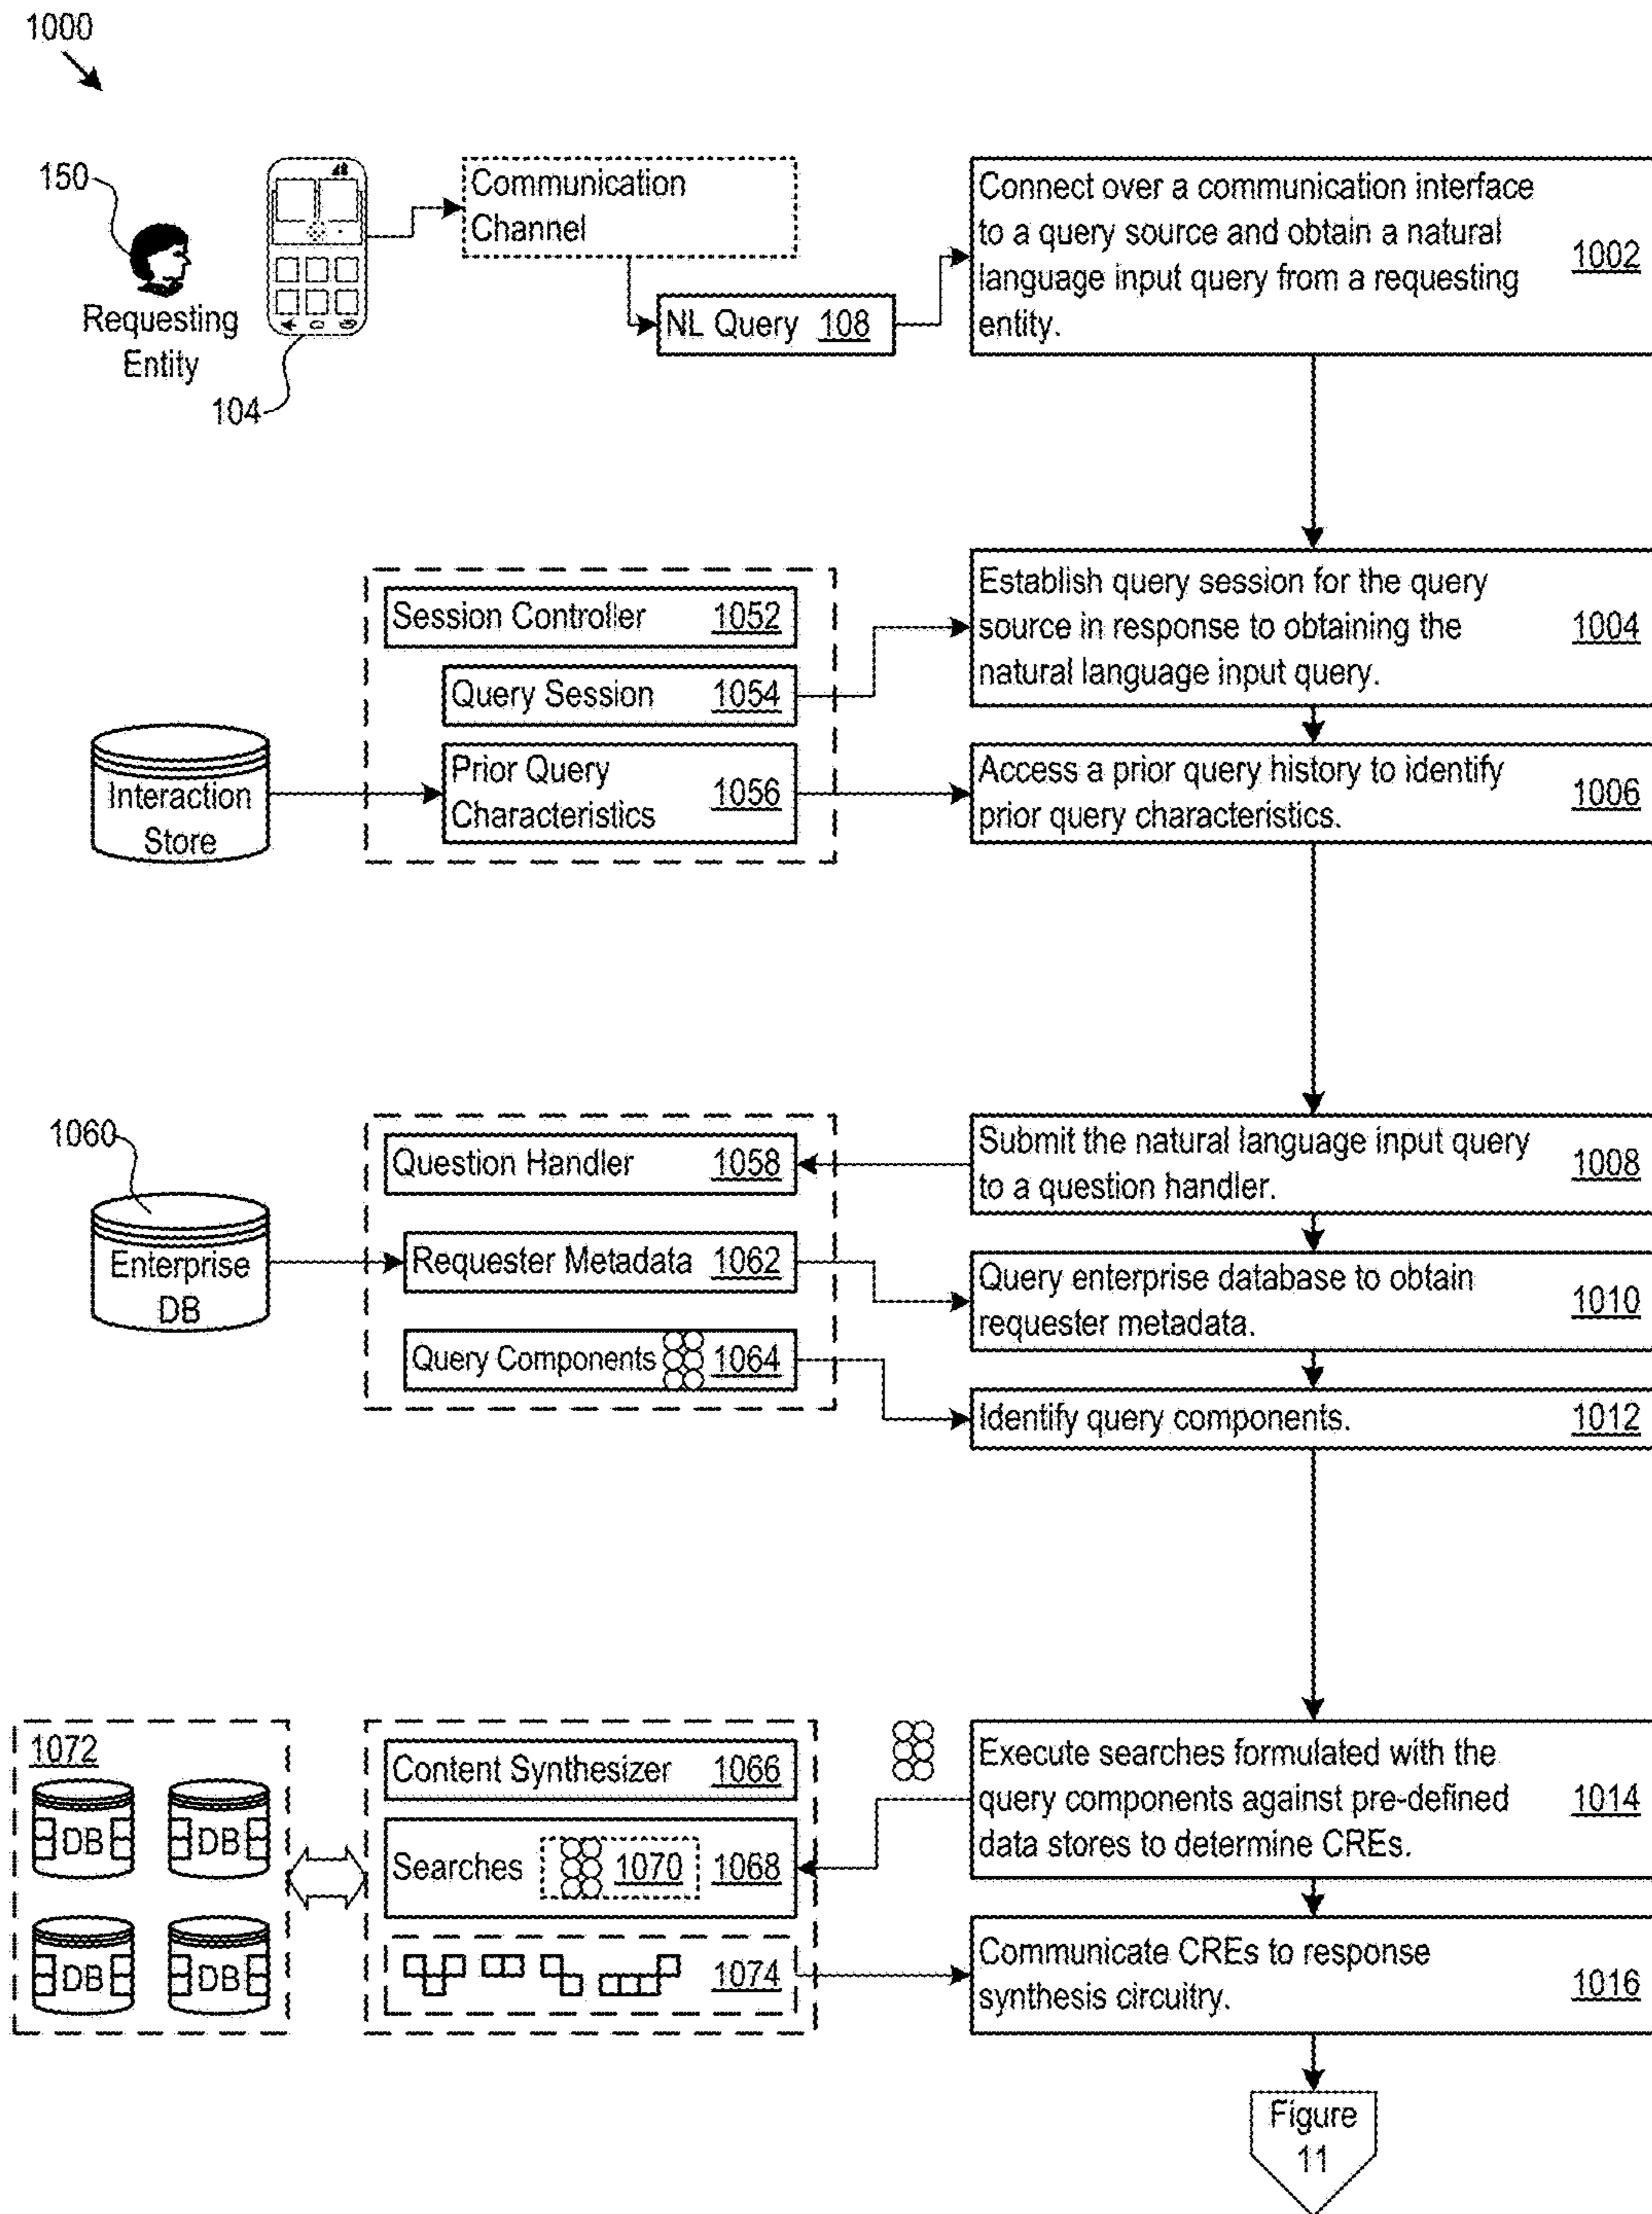 1000
150
Requesting
Entity
104
Communication
Channel
NL Query 108
Connect over a communication interface
to a query source and obtain a natural
language input query from a requesting
entity.
1002
Session Controller 1052
Query Session 1054
Prior Query
Characteristics
1056
Interaction
Store
Establish query session for the query
source in response to obtaining the
natural language input query.
1004
Access a prior query history to identify
prior query characteristics.
1006
1060
Enterprise
DB
Question Handler 1058
Requester Metadata 1062
Query Components 1064
Submit the natural language input query
to a question handler.
1008
Query enterprise database to obtain
requester metadata.
1010
Identify query components. 1012
1072
DB DB
DB DB
Content Synthesizer 1066
Searches 1070 1068
1074
Execute searches formulated with the
query components against pre-defined
data stores to determine CREs.
1014
Communicate CREs to response
synthesis circuitry.
1016
Figure
11